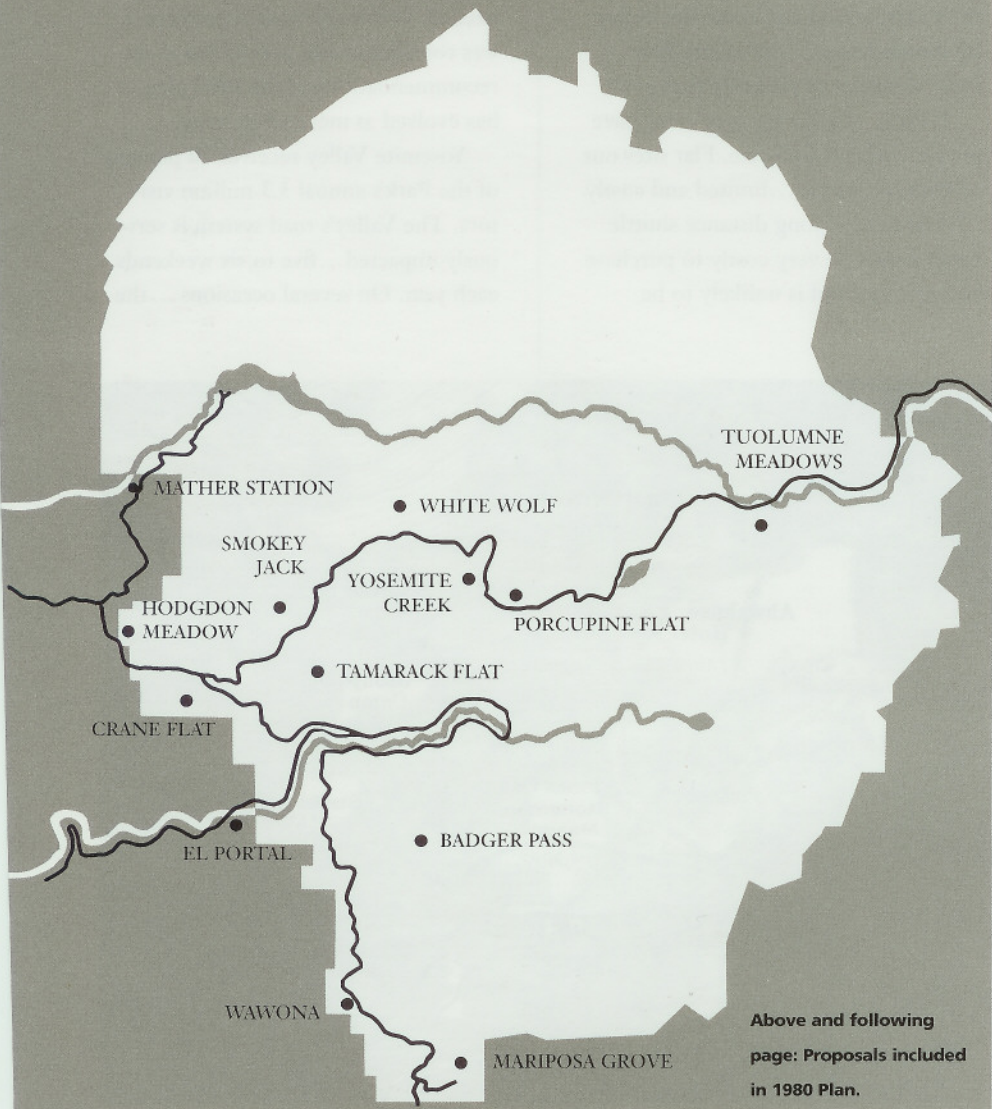 TUOLUMNE
MEADOWS
MATHER STATION
WHITE WOLF
SMOKEY
JACK
YOSEMITE
CREEK
HODGDON
MEADOW
PORCUPINE FLAT
TAMARACK FLAT
CRANE FLAT
BADGER PASS
EL PORTAL
WAWONA
MARIPOSA GROVE
Above and following
page: Proposals included
in 1980 Plan.